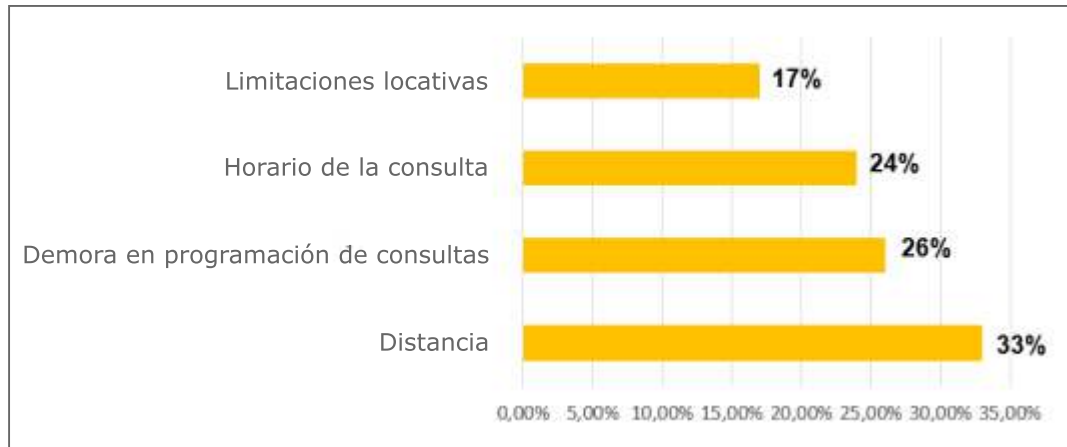 Limitaciones locativas 17%
Horario de la consulta 24%
Demora en programación de consultas 26%
Distancia 33%
0,00% 5,00% 10,00% 15,00% 20,00% 25,00% 30,00% 35,00%